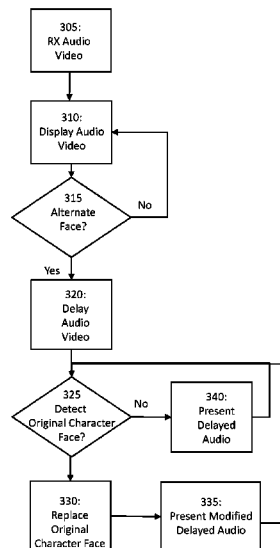 305:
RX Audio
Video
310:
Display Audio
Video
315
Alternate
Face?
No
Yes
320:
Delay
Audio
Video
325
Detect
Original Character
Face?
No
340:
Present
Delayed
Audio
330:
Replace
Original
Character Face
335:
Present Modified
Delayed Audio